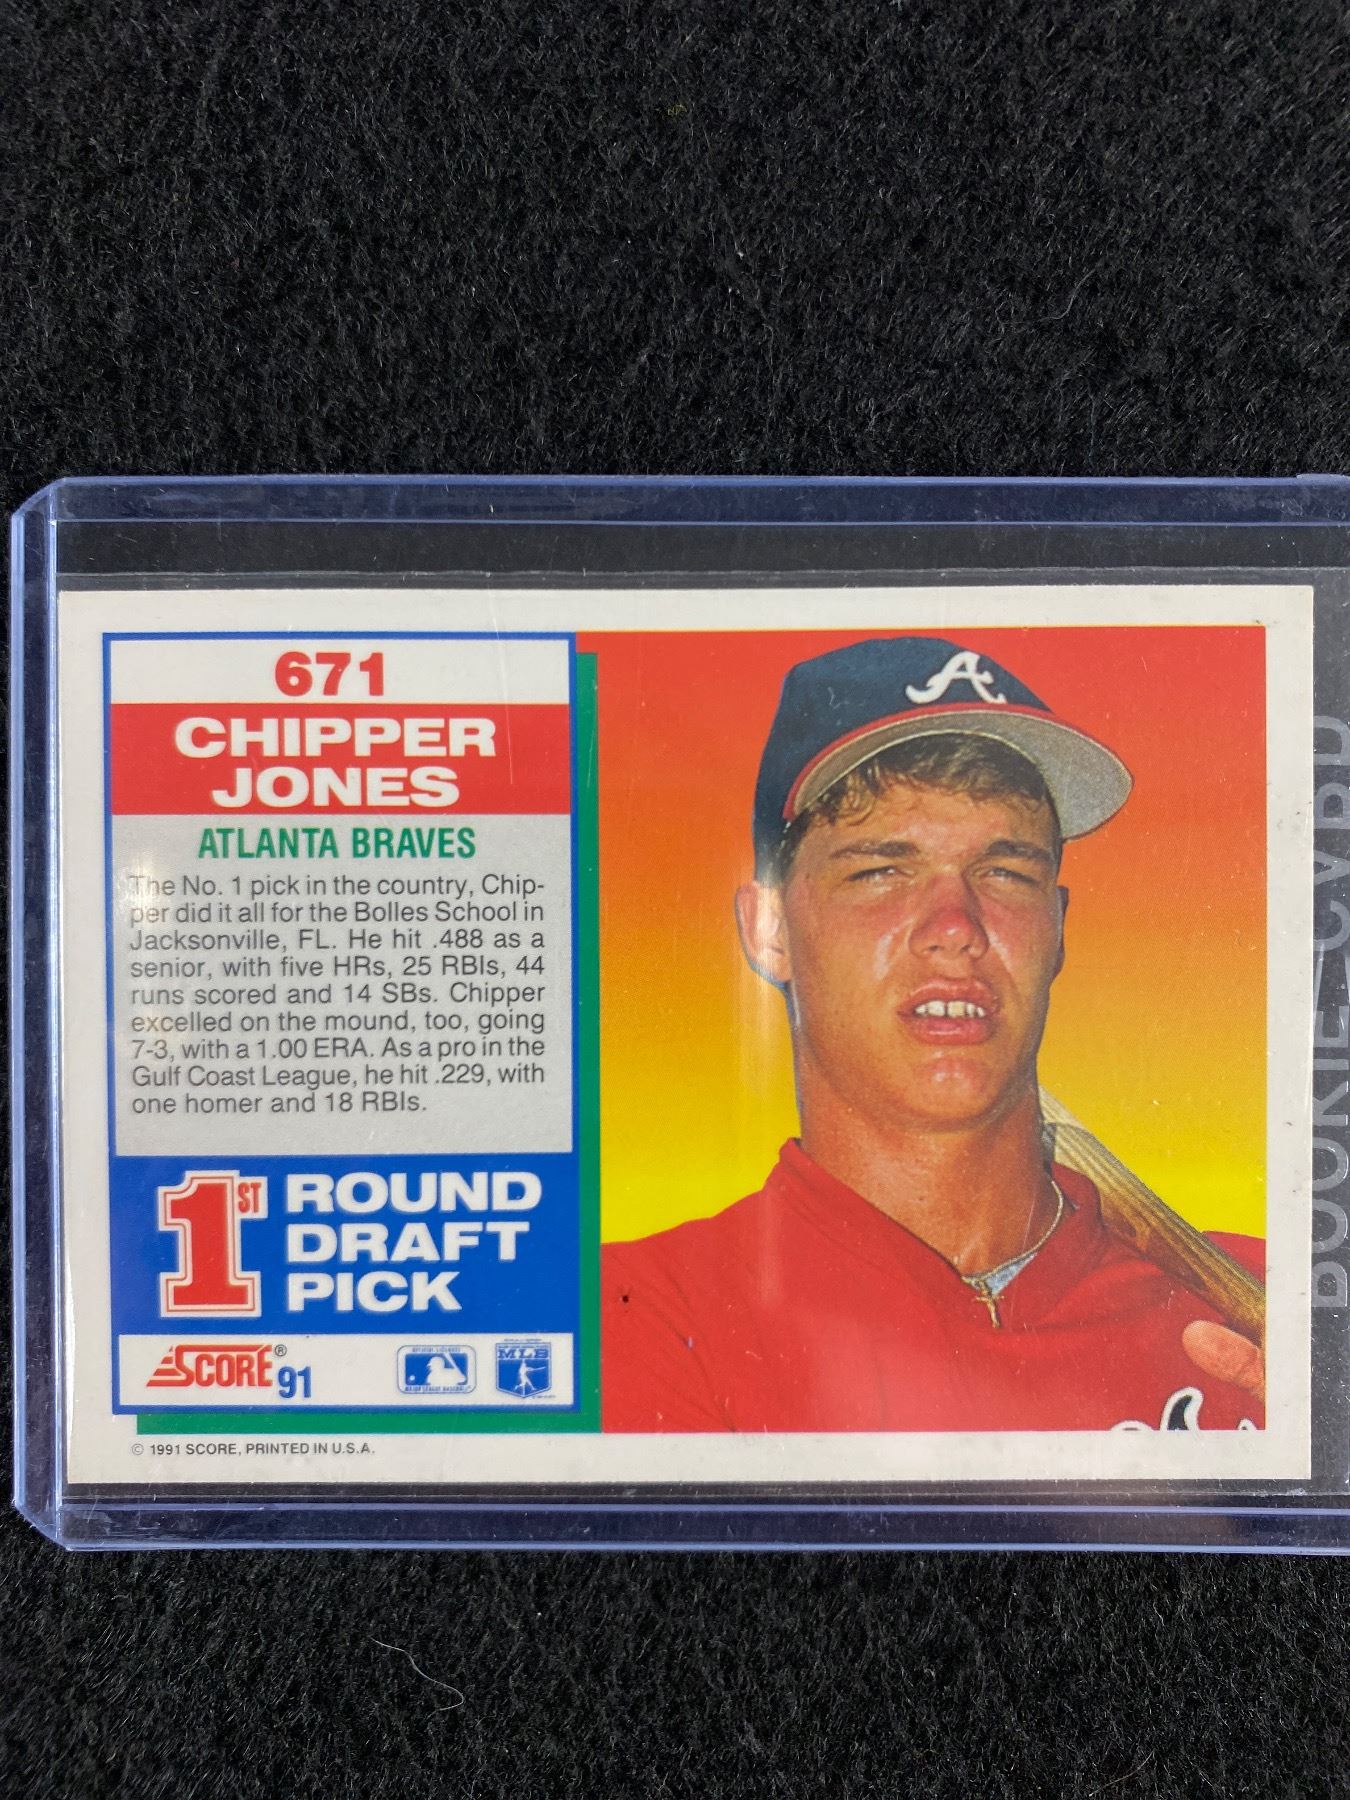 671
CHIPPER
JONES
ATLANTA BRAVES
The No. 1 pick in the country, Chip-
per did it all for the Bolles School in
Jacksonville, FL. He hit .488 as a
senior, with five HRs, 25 RBIs, 44
runs scored and 14 SBs. Chipper
excelled on the mound, too, going
7-3, with a 1.00 ERA. As a pro in the
Gulf Coast League, he hit .229, with
one homer and 18 RBIs.
1ST ROUND
DRAFT
PICK
SCORE® 91
MLB
© 1991 SCORE, PRINTED IN U.S.A.
A
ROOKIE CARD